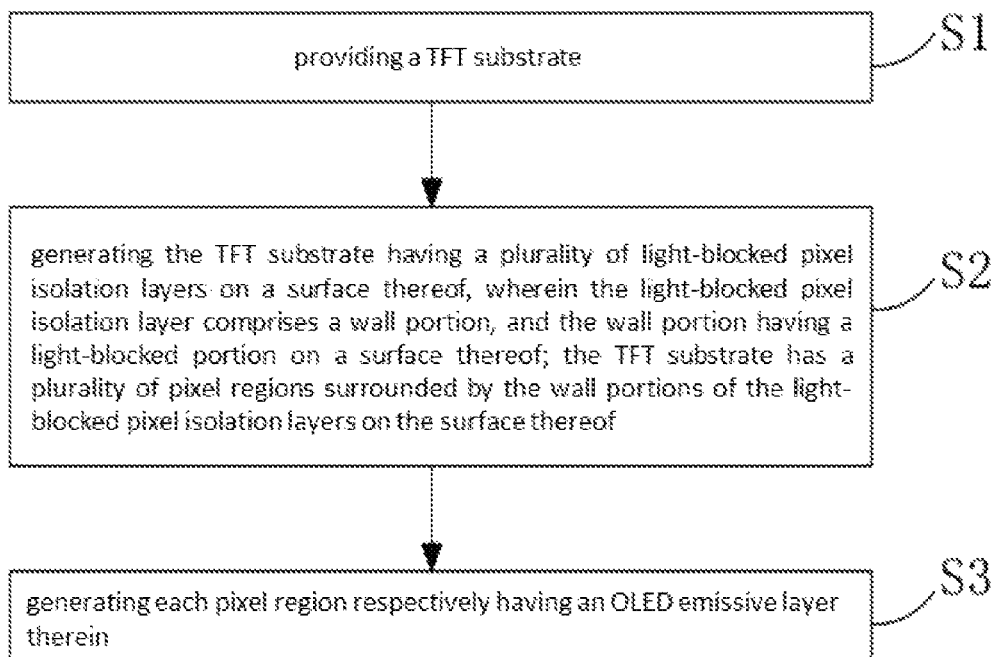 S1
providing a TFT substrate
S2
generating the TFT substrate having a plurality of light-blocked pixel
isolation layers on a surface thereof, wherein the light-blocked pixel
isolation layer comprises a wall portion, and the wall portion having a
light-blocked portion on a surface thereof; the TFT substrate has a
plurality of pixel regions surrounded by the wall portions of the light-
blocked pixel isolation layers on the surface thereof
S3
generating each pixel region respectively having an OLED emissive layer
therein